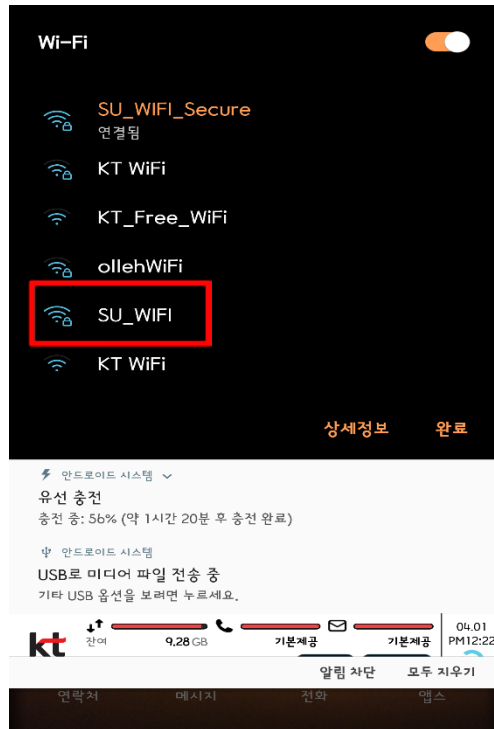 Wi-Fi
SU_WIFI_Secure
연결됨
KT WiFi
KT_Free_WiFi
ollehWiFi
SU_WIFI
KT WiFi
상세정보 완료
안드로이드 시스템
유선 충전
충전 중: 56% (약 1시간 20분 후 충전 완료)
안드로이드 시스템
USB로 미디어 파일 전송 중
기타 USB 옵션을 보려면 누르세요.
kt 잔여 9.28 GB 기본제공 기본제공 04.01 PM12:22
알림 차단 모두 지우기
연락처 메시지 전화 앱스